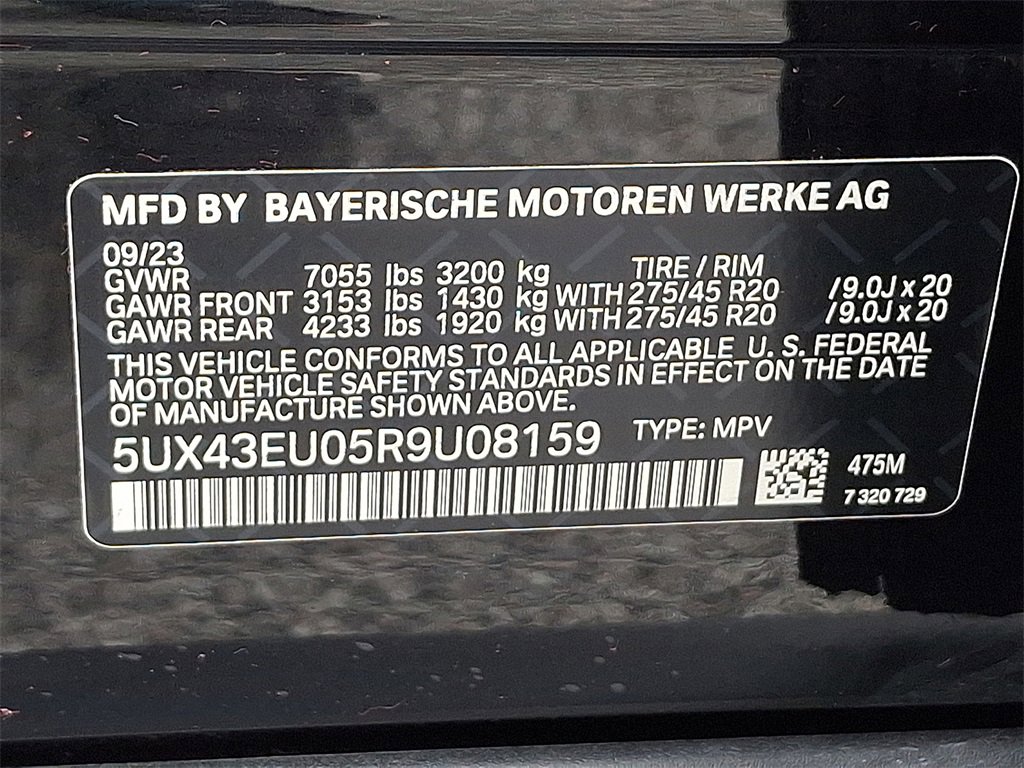 MFD BY BAYERISCHE MOTOREN WERKE AG
09/23
GVWR 7055 lbs 3200 kg TIRE / RIM
GAWR FRONT 3153 lbs 1430 kg WITH 275/45 R20 /9.0J x 20
GAWR REAR 4233 lbs 1920 kg WITH 275/45 R20 /9.0J x 20
THIS VEHICLE CONFORMS TO ALL APPLICABLE U. S. FEDERAL
MOTOR VEHICLE SAFETY STANDARDS IN EFFECT ON THE DATE
OF MANUFACTURE SHOWN ABOVE.
5UX43EU05R9U08159 TYPE: MPV
475M
7 320 729